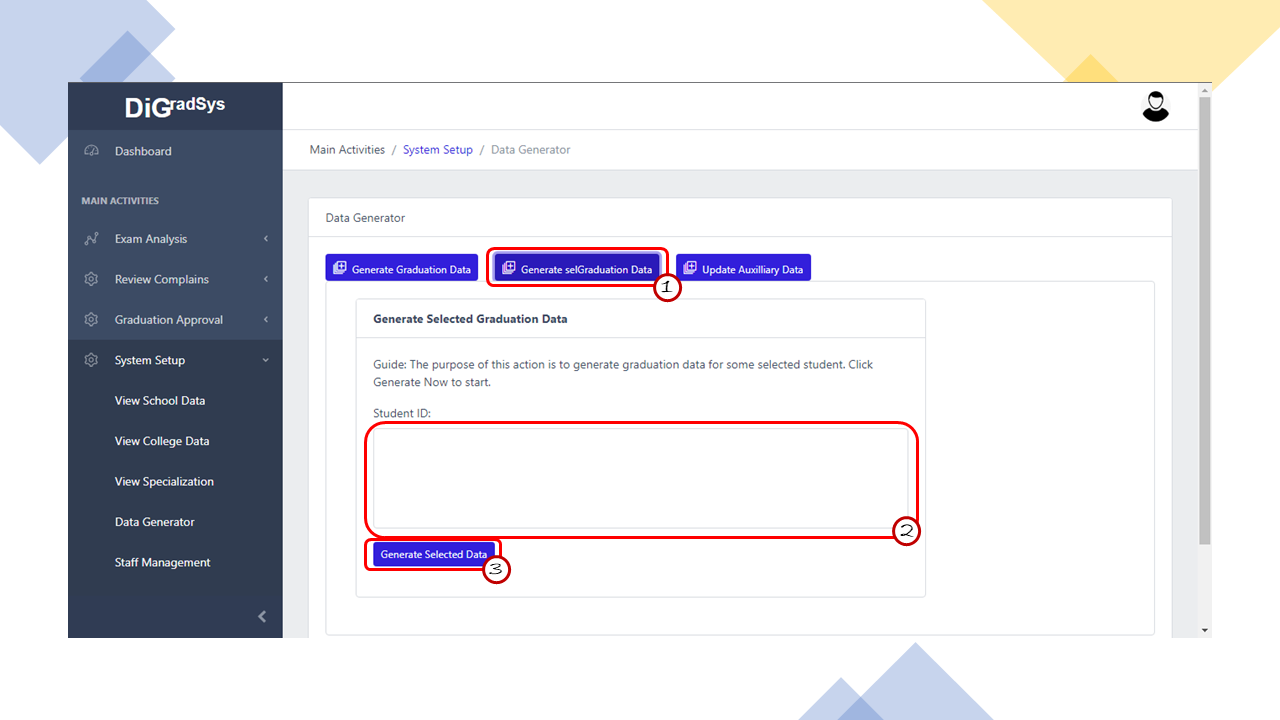 DiGradSys
Dashboard
MAIN ACTIVITIES
Exam Analysis
Review Complains
Graduation Approval
System Setup
View School Data
View College Data
View Specialization
Data Generator
Staff Management
Main Activities / System Setup / Data Generator
Data Generator
Generate Graduation Data
Generate selGraduation Data
Update Auxilliary Data
1
Generate Selected Graduation Data
Guide: The purpose of this action is to generate graduation data for some selected student. Click
Generate Now to start.
Student ID:
2
Generate Selected Data
3